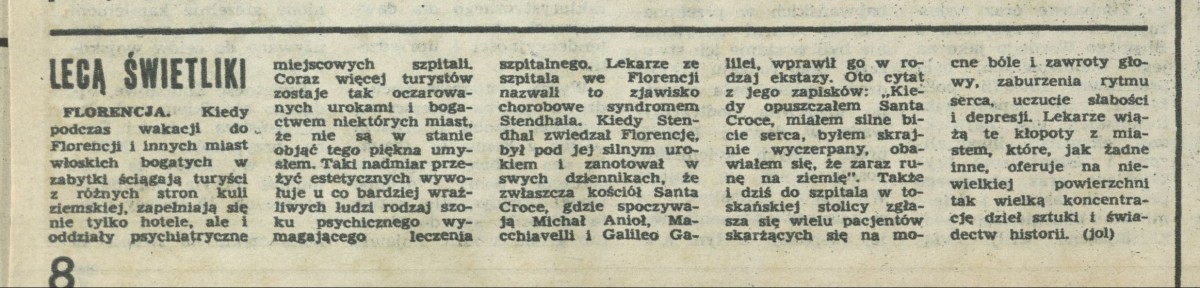 LECĄ ŚWIETLIKI
FLORENCJA. Kiedy
podczas wakacji do
Florencji i innych miast
włoskich bogatych w
zabytki ściągają turyści
z różnych stron kuli
ziemskiej, zapełniają się
nie tylko hotele, ale i
oddziały psychiatryczne
miejscowych szpitali.
Coraz więcej turystów
zostaje tak oczarowa-
nych urokami i boga-
ctwem niektórych miast,
że nie są w stanie
objąć tego piękna umy-
słem. Taki nadmiar prze-
żyć estetycznych wywo-
łuje u co bardziej wraż-
liwych ludzi rodzaj szo-
ku psychicznego wy-
magającego leczenia
szpitalnego. Lekarze ze
szpitala we Florencji
nazwali to zjawisko
chorobowe syndromem
Stendhala. Kiedy Sten-
dhal zwiedzał Florencję,
był pod jej silnym uro-
kiem i zanotował w
swych dziennikach, że
zwłaszcza kościół Santa
Croce, gdzie spoczywa-
ją Michał Anioł, Ma-
cchiavelli i Galileo Ga-
lilei, wprawił go w ro-
dzaj ekstazy. Oto cytat
z jego zapisków: „Kie-
dy opuszczałem Santa
Croce, miałem silne bi-
cie serca, byłem skraj-
nie wyczerpany, oba-
wiałem się, że zaraz ru-
nę na ziemię”. Także
i dziś do szpitala w to-
skańskiej stolicy zgła-
sza się wielu pacjentów
skarżących się na mo-
cne bóle i zawroty gło-
wy, zaburzenia rytmu
serca, uczucie słabości
i depresji. Lekarze wią-
żą te kłopoty z mia-
stem, które, jak żadne
inne, oferuje na nie-
wielkiej powierzchni
tak wielką koncentra-
cję dzieł sztuki i świa-
dectw historii. (jol)
8